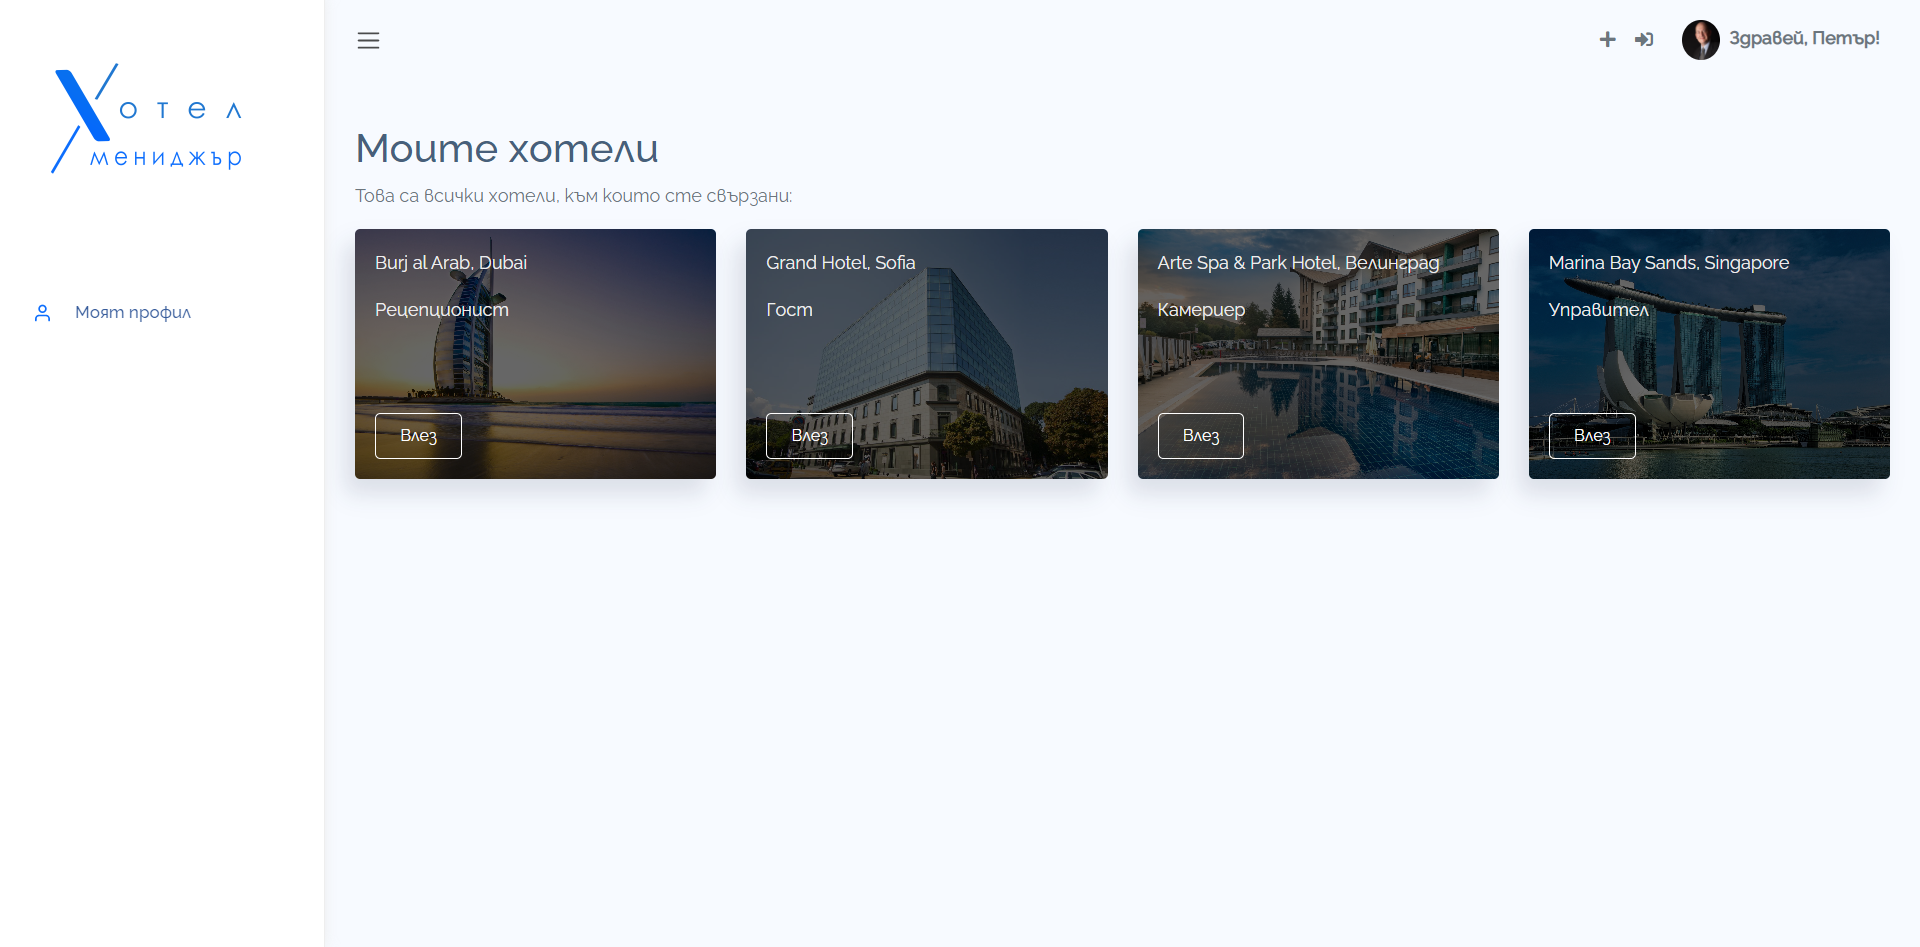 Хотел
мениджър
Моят профил
Здравей, Петър!
Моите хотели
Това са всички хотели, към които сте свързани:
Burj al Arab, Dubai
Рецепционист
Влез
Grand Hotel, Sofia
Гост
Влез
Arte Spa & Park Hotel, Велинград
Камериер
Влез
Marina Bay Sands, Singapore
Управител
Влез